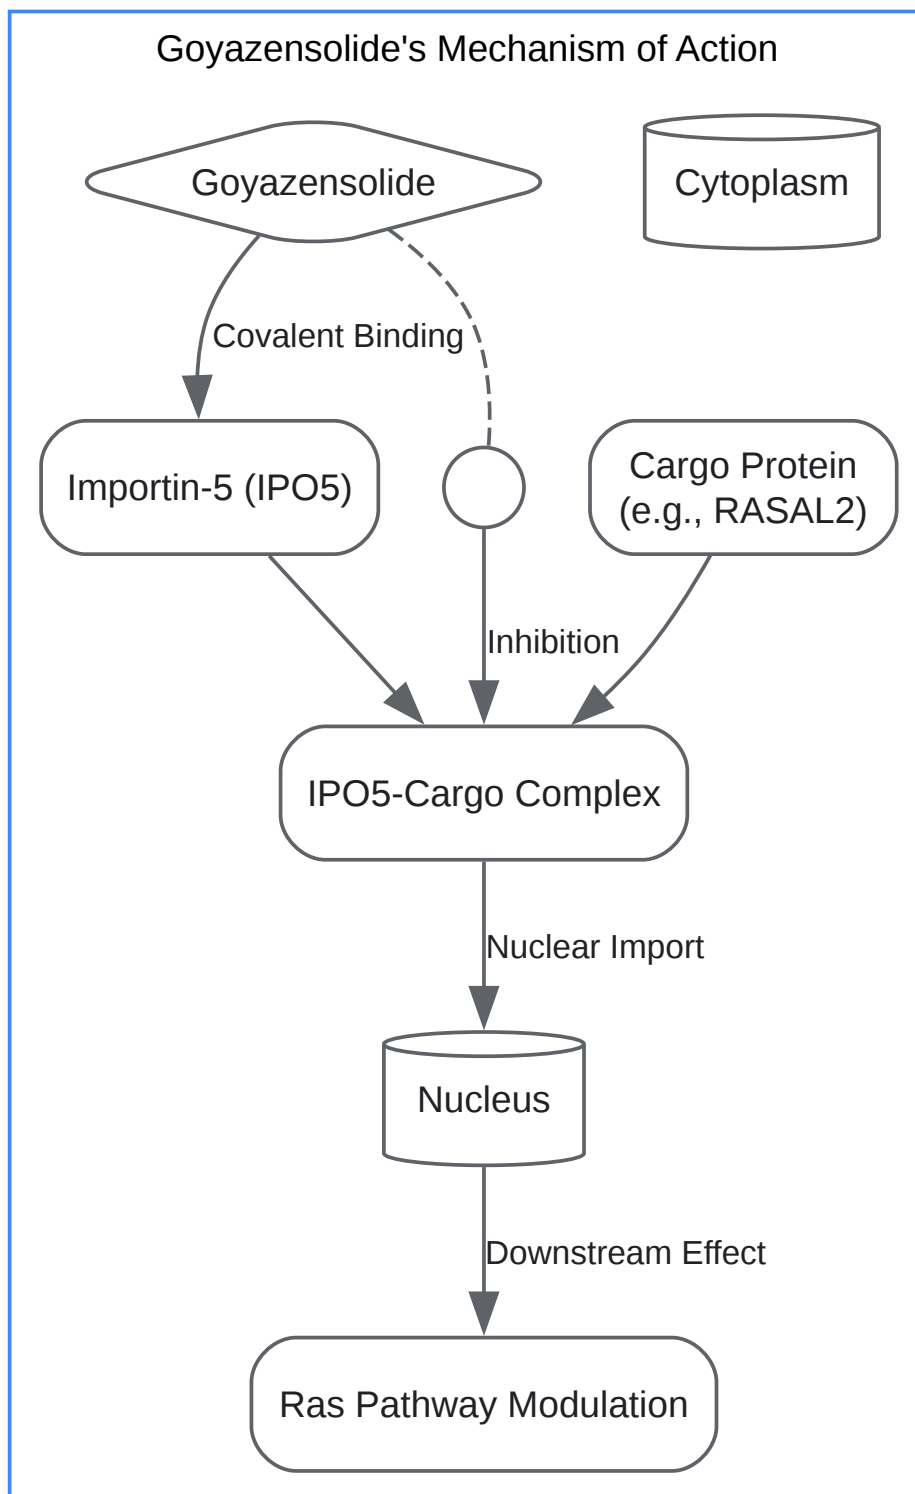 Goyazensolide's Mechanism of Action
Goyazensolide
Cytoplasm
Covalent Binding
Importin-5 (IPO5)
Cargo Protein
(e.g., RASAL2)
Inhibition
IPO5-Cargo Complex
Nuclear Import
Nucleus
Downstream Effect
Ras Pathway Modulation